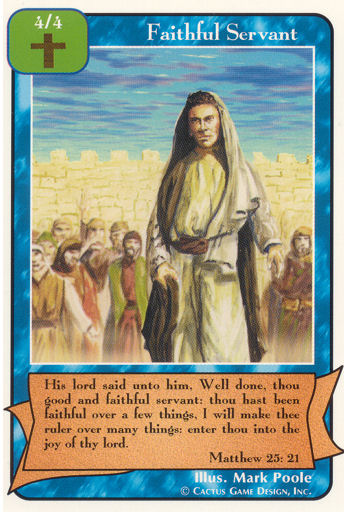 4/4
Faithful Servant
His lord said unto him, Well done, thou
good and faithful servant: thou hast been
faithful over a few things, I will make thee
ruler over many things: enter thou into the
joy of thy lord.
Matthew 25: 21
Illus. Mark Poole
© Cactus Game Design, Inc.